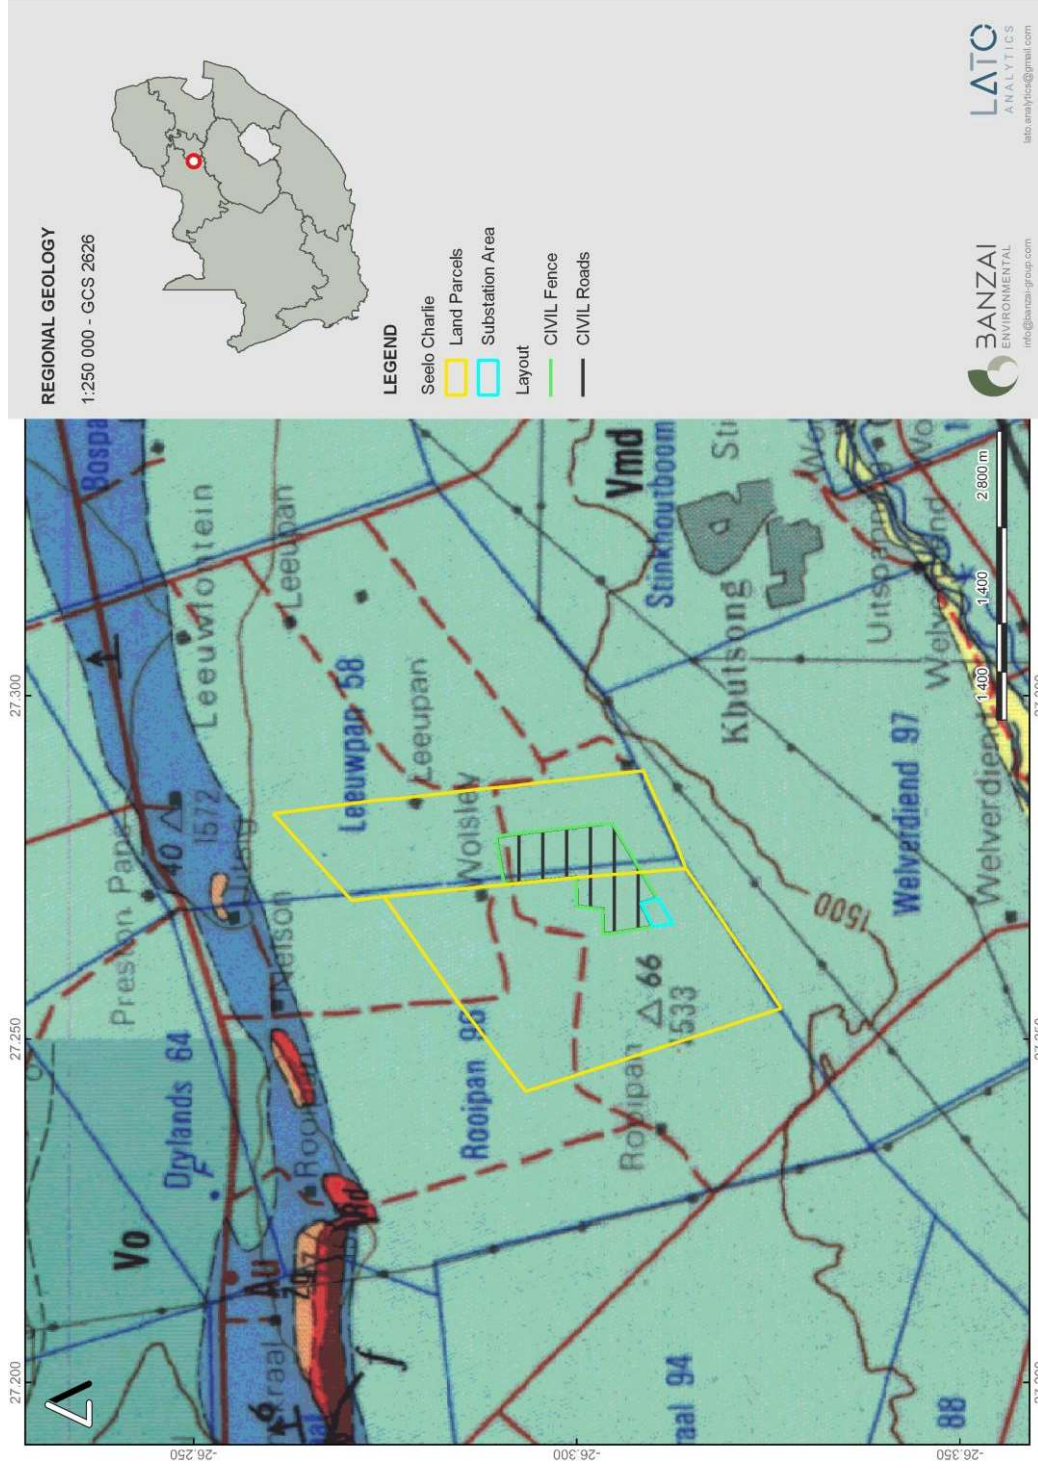 REGIONAL GEOLOGY
1:250 000 - GCS 2626
LEGEND
Seelo Charlie
Land Parcels
Substation Area
Layout
CIVIL Fence
CIVIL Roads
BANZAI
ENVIRONMENTAL
info@banzai-group.com
LATO
ANALYTICS
lato.analytics@gmail.com
27.200
27.250
27.300
-26.250
-26.300
-26.350
Vo
Drylands 64
F
Preston Pans
40
1572
Leeuwfontein
Leeupan
Nelson
Au
Rd
f
6
Rooipan 96
Leeuwpan 58
Leeupan
Wolsley
Rooipan
66
1533
Vmd
Stinkhoutboom
Khutsong
1500
Welverdiend 97
Welverdiend
Uitspanning
88
raal 94
1 400
1 400
2 800 m